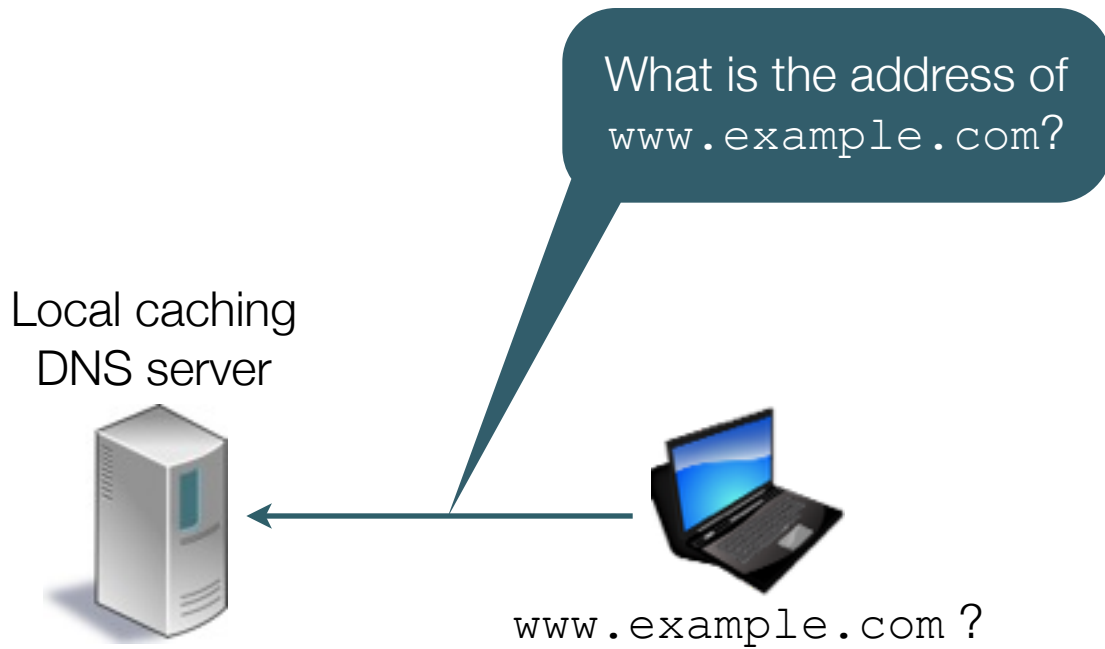 What is the address of
www.example.com?
Local caching
DNS server
www.example.com ?